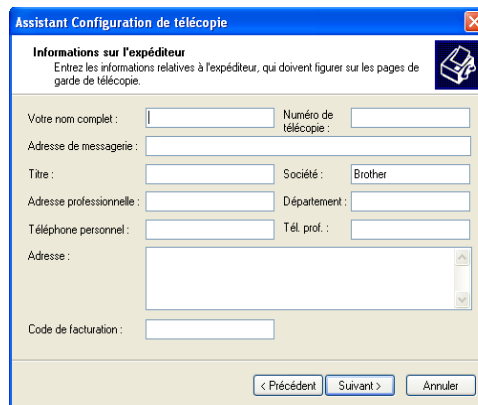 Assistant Configuration de télécopie
Informations sur l'expéditeur
Entrez les informations relatives à l'expéditeur, qui doivent figurer sur les pages de
garde de télécopie.
Votre nom complet :
Numéro de
télécopie :
Adresse de messagerie :
Titre :
Société :
Brother
Adresse professionnelle :
Département :
Téléphone personnel :
Tél. prof. :
Adresse :
Code de facturation :
< Précédent
Suivant >
Annuler